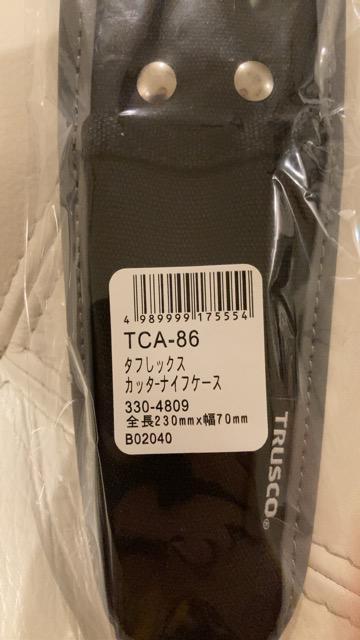 4 989999 175554
TCA-86
タフレックス
カッターナイフケース
330-4809
全長230mmx幅70mm
B02040
TRUSCO®